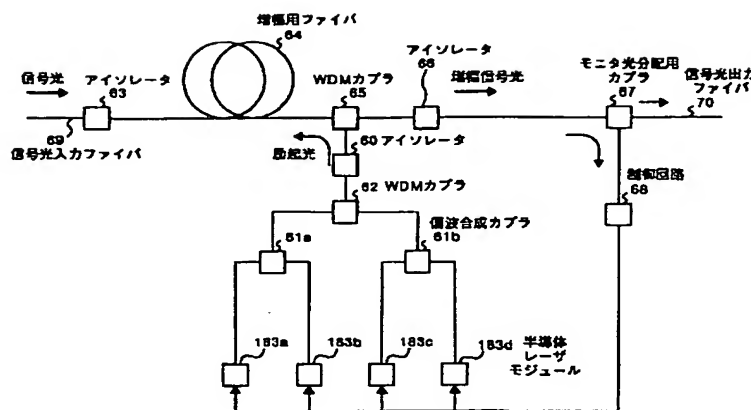 増幅用ファイバ
64
信号光
アイソレータ
63
WDMカプラ
65
アイソレータ
66
増幅信号光
モニタ光分配用
カプラ
67
信号光出力
ファイバ
70
69
信号光入力ファイバ
励起光
60 アイソレータ
制御回路
68
62 WDMカプラ
61a
偏波合成カプラ
61b
183a
183b
183c
183d
半導体
レーザ
モジュール